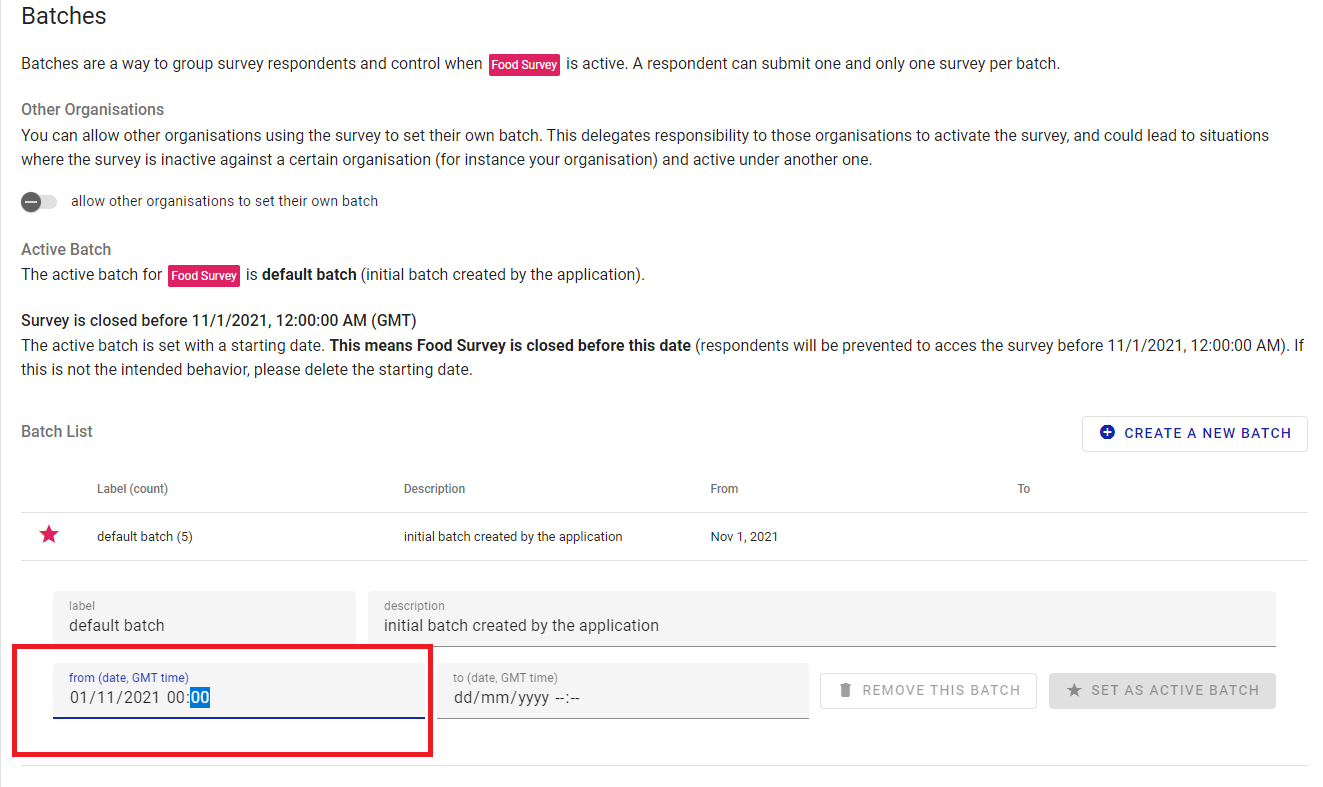 Batches
Batches are a way to group survey respondents and control when Food Survey is active. A respondent can submit one and only one survey per batch.
Other Organisations
You can allow other organisations using the survey to set their own batch. This delegates responsibility to those organisations to activate the survey, and could lead to situations
where the survey is inactive against a certain organisation (for instance your organisation) and active under another one.
allow other organisations to set their own batch
Active Batch
The active batch for Food Survey is default batch (initial batch created by the application).
Survey is closed before 11/1/2021, 12:00:00 AM (GMT)
The active batch is set with a starting date. This means Food Survey is closed before this date (respondents will be prevented to acces the survey before 11/1/2021, 12:00:00 AM). If
this is not the intended behavior, please delete the starting date.
Batch List
CREATE A NEW BATCH
Label (count) Description From To
default batch (5) initial batch created by the application Nov 1, 2021
label description
default batch initial batch created by the application
from (date, GMT time) to (date, GMT time)
01/11/2021 00:00 dd/mm/yyyy --:-- REMOVE THIS BATCH SET AS ACTIVE BATCH